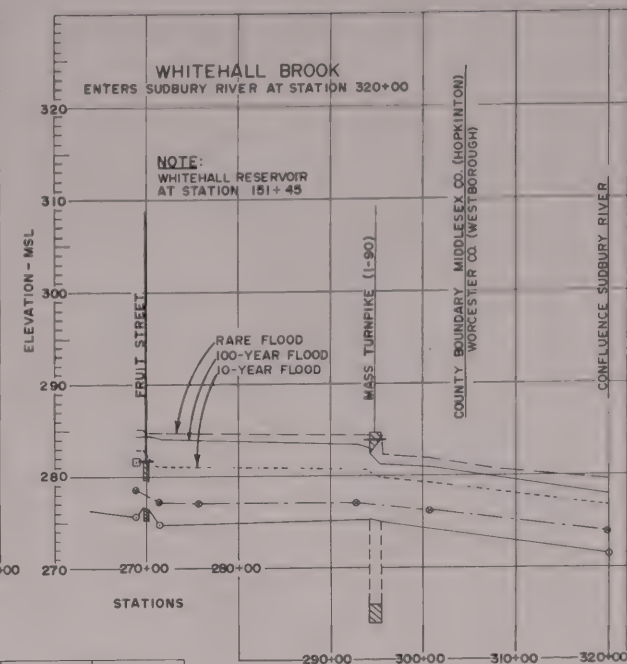 WHITEHALL BROOK
ENTERS SUDBURY RIVER AT STATION 320+00
NOTE:
WHITEHALL RESERVOIR
AT STATION 151+45
ELEVATION - MSL
320
310
300
290
280
270
FRUIT STREET
MASS TURNPIKE (I-90)
COUNTY BOUNDARY MIDDLESEX CO. (HOPKINTON)
WORCESTER CO. (WESTBOROUGH)
CONFLUENCE SUDBURY RIVER
RARE FLOOD
100-YEAR FLOOD
10-YEAR FLOOD
+00
270+00
280+00
STATIONS
290+00
300+00
310+00
320+00